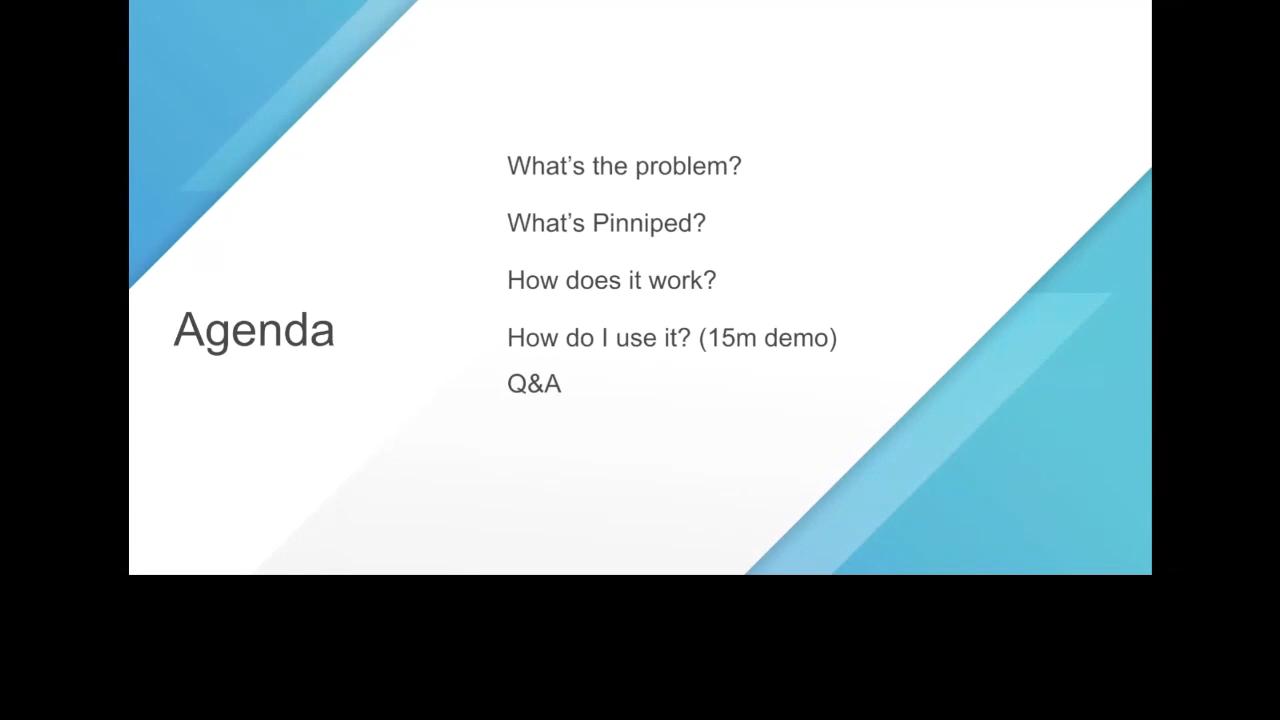 Agenda
What’s the problem?
What’s Pinniped?
How does it work?
How do I use it? (15m demo)
Q&A